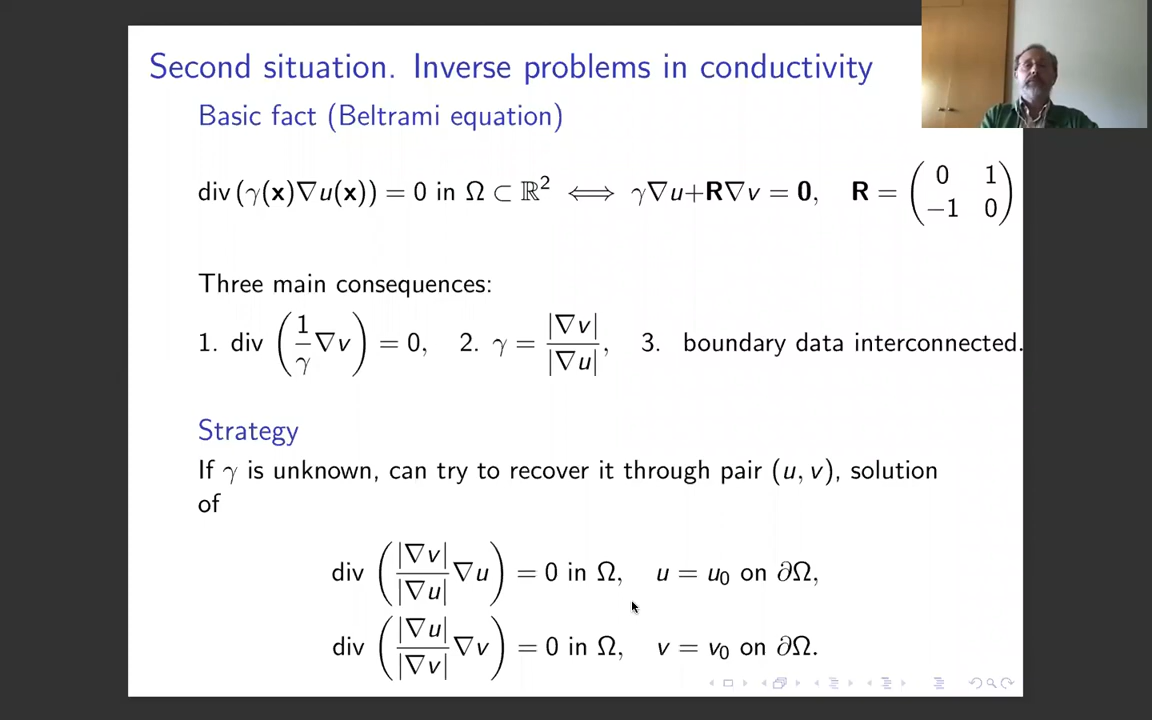 Second situation. Inverse problems in conductivity
Basic fact (Beltrami equation)
div (γ(x)∇u(x)) = 0 in Ω ⊂ ℝ² ⟺ γ∇u+R∇v = 0, R = (0 1 / −1 0)
Three main consequences:
1. div (1/γ ∇v) = 0, 2. γ = |∇v|/|∇u|, 3. boundary data interconnected.
Strategy
If γ is unknown, can try to recover it through pair (u, v), solution
of
div (|∇v|/|∇u| ∇u) = 0 in Ω, u = u₀ on ∂Ω,
div (|∇u|/|∇v| ∇v) = 0 in Ω, v = v₀ on ∂Ω.